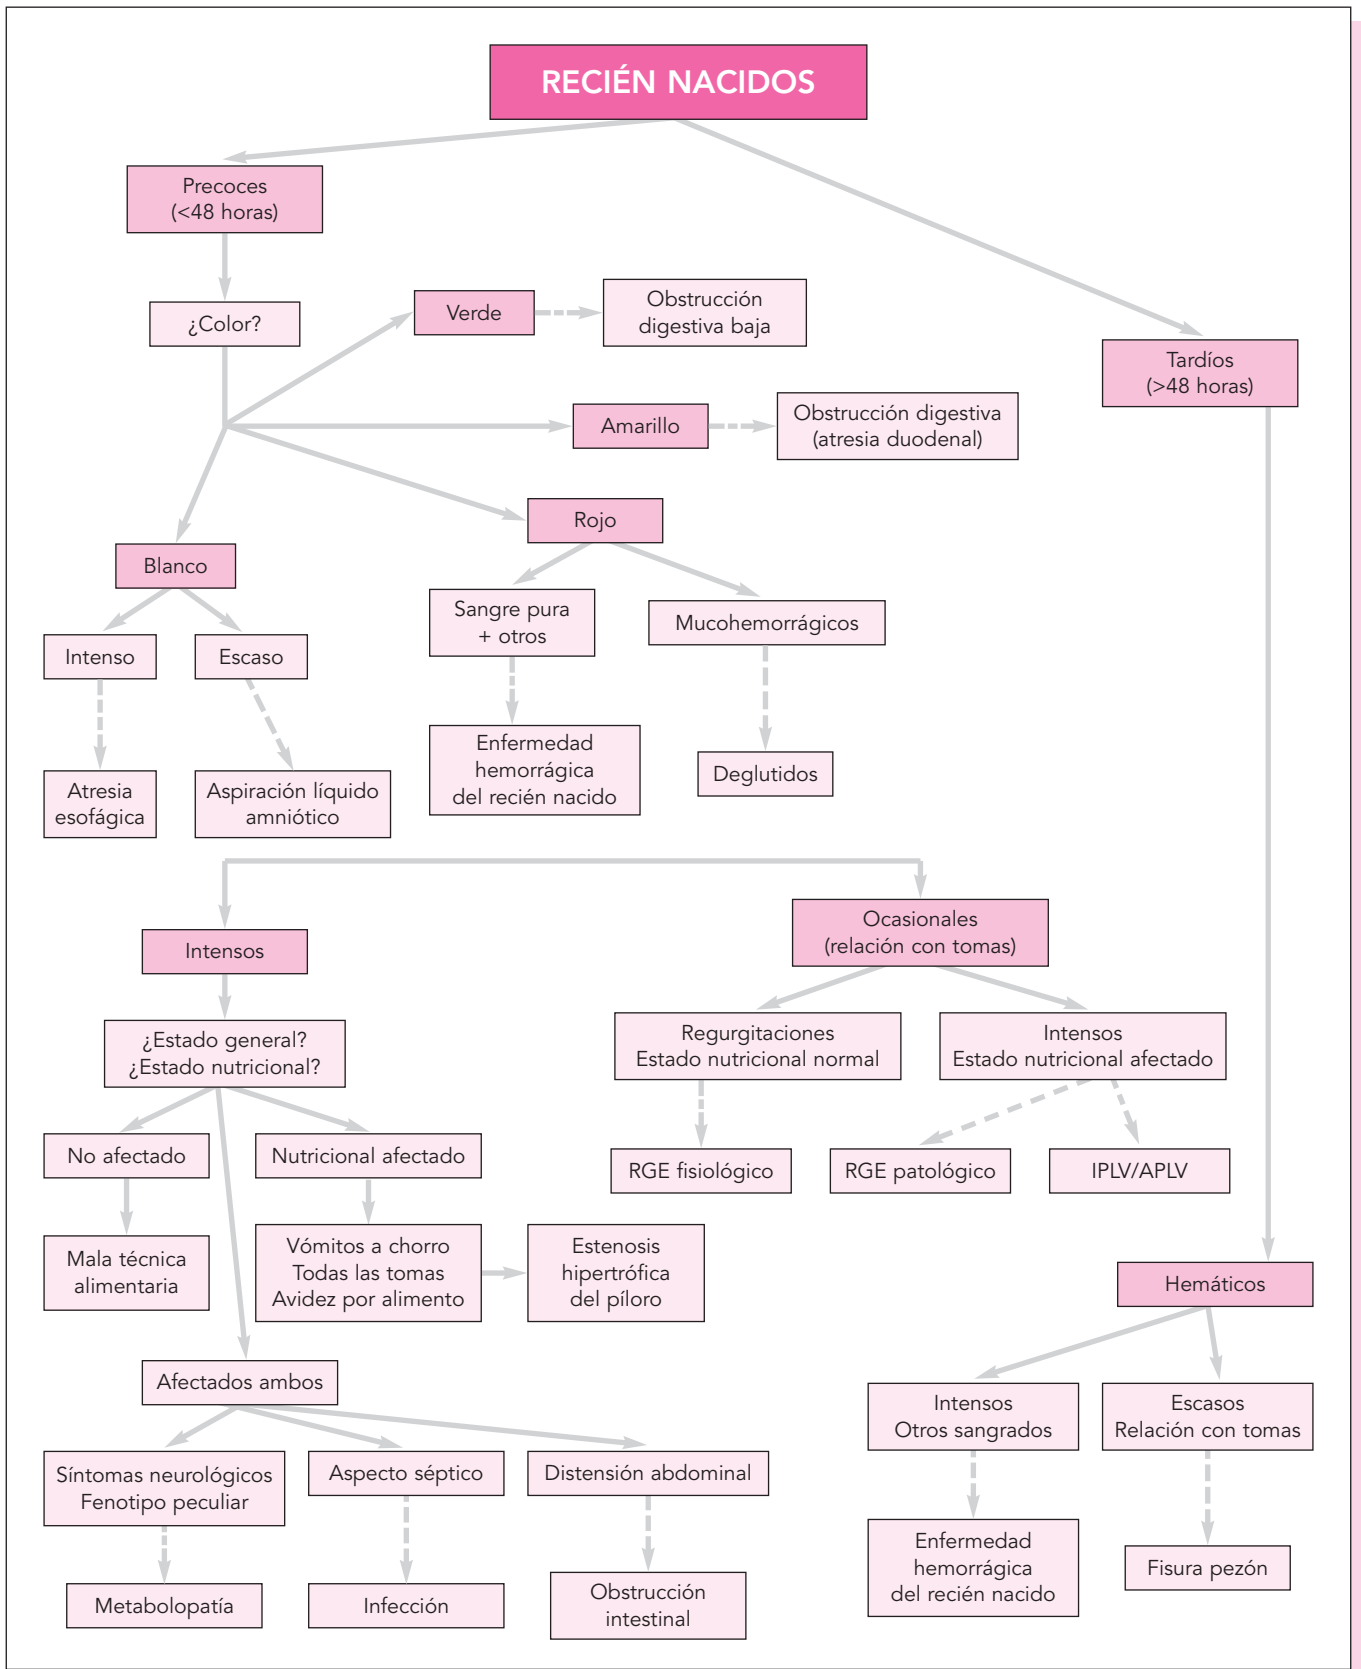 RECIÉN NACIDOS
Precoces
(<48 horas)
¿Color?
Verde
Obstrucción
digestiva baja
Tardíos
(>48 horas)
Amarillo
Obstrucción digestiva
(atresia duodenal)
Rojo
Blanco
Sangre pura
+ otros
Mucohemorrágicos
Intenso
Escaso
Enfermedad
hemorrágica
del recién nacido
Deglutidos
Atresia
esofágica
Aspiración líquido
amniótico
Ocasionales
(relación con tomas)
Intensos
¿Estado general?
¿Estado nutricional?
Regurgitaciones
Estado nutricional normal
Intensos
Estado nutricional afectado
No afectado
Nutricional afectado
RGE fisiológico
RGE patológico
IPLV/APLV
Mala técnica
alimentaria
Vómitos a chorro
Todas las tomas
Avidez por alimento
Estenosis
hipertrófica
del píloro
Hemáticos
Afectados ambos
Intensos
Otros sangrados
Escasos
Relación con tomas
Síntomas neurológicos
Fenotipo peculiar
Aspecto séptico
Distensión abdominal
Enfermedad
hemorrágica
del recién nacido
Fisura pezón
Metabolopatía
Infección
Obstrucción
intestinal